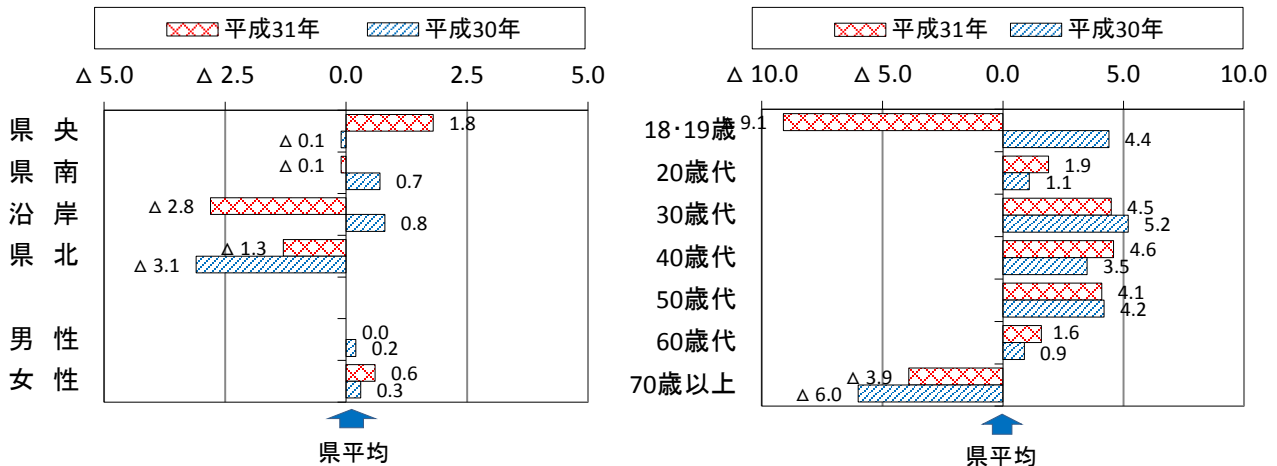 平成31年 平成30年
△ 5.0 △ 2.5 0.0 2.5 5.0
県 央 1.8
△ 0.1
県 南 △ 0.1
0.7
沿 岸 △ 2.8
0.8
県 北 △ 1.3
△ 3.1
男 性 0.0
0.2
女 性 0.6
0.3
県平均
平成31年 平成30年
△ 10.0 △ 5.0 0.0 5.0 10.0
18・19歳 △ 9.1
4.4
20歳代 1.9
1.1
30歳代 4.5
5.2
40歳代 4.6
3.5
50歳代 4.1
4.2
60歳代 1.6
0.9
70歳以上 △ 3.9
△ 6.0
県平均